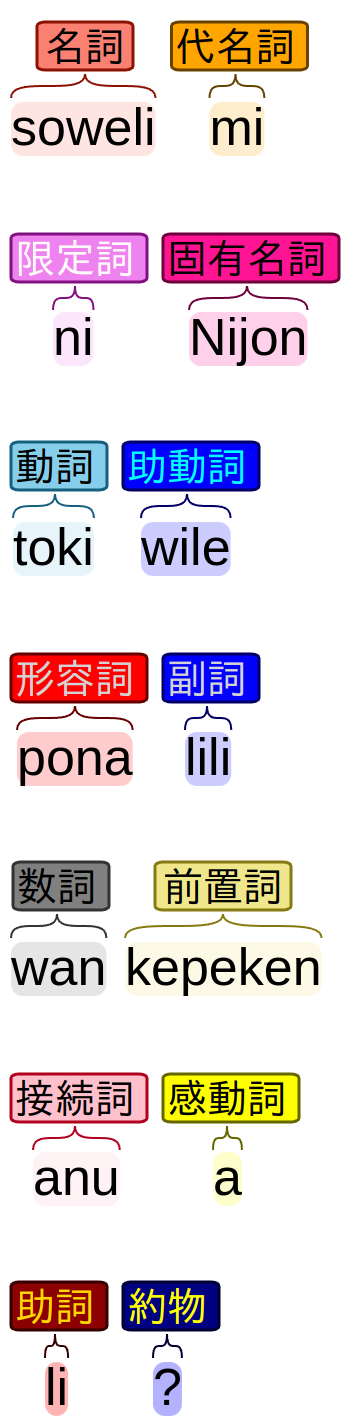 名詞 代名詞
soweli mi
限定詞 固有名詞
ni Nijon
動詞 助動詞
toki wile
形容詞 副詞
pona lili
数詞 前置詞
wan kepeken
接続詞 感動詞
anu a
助詞 約物
li ?